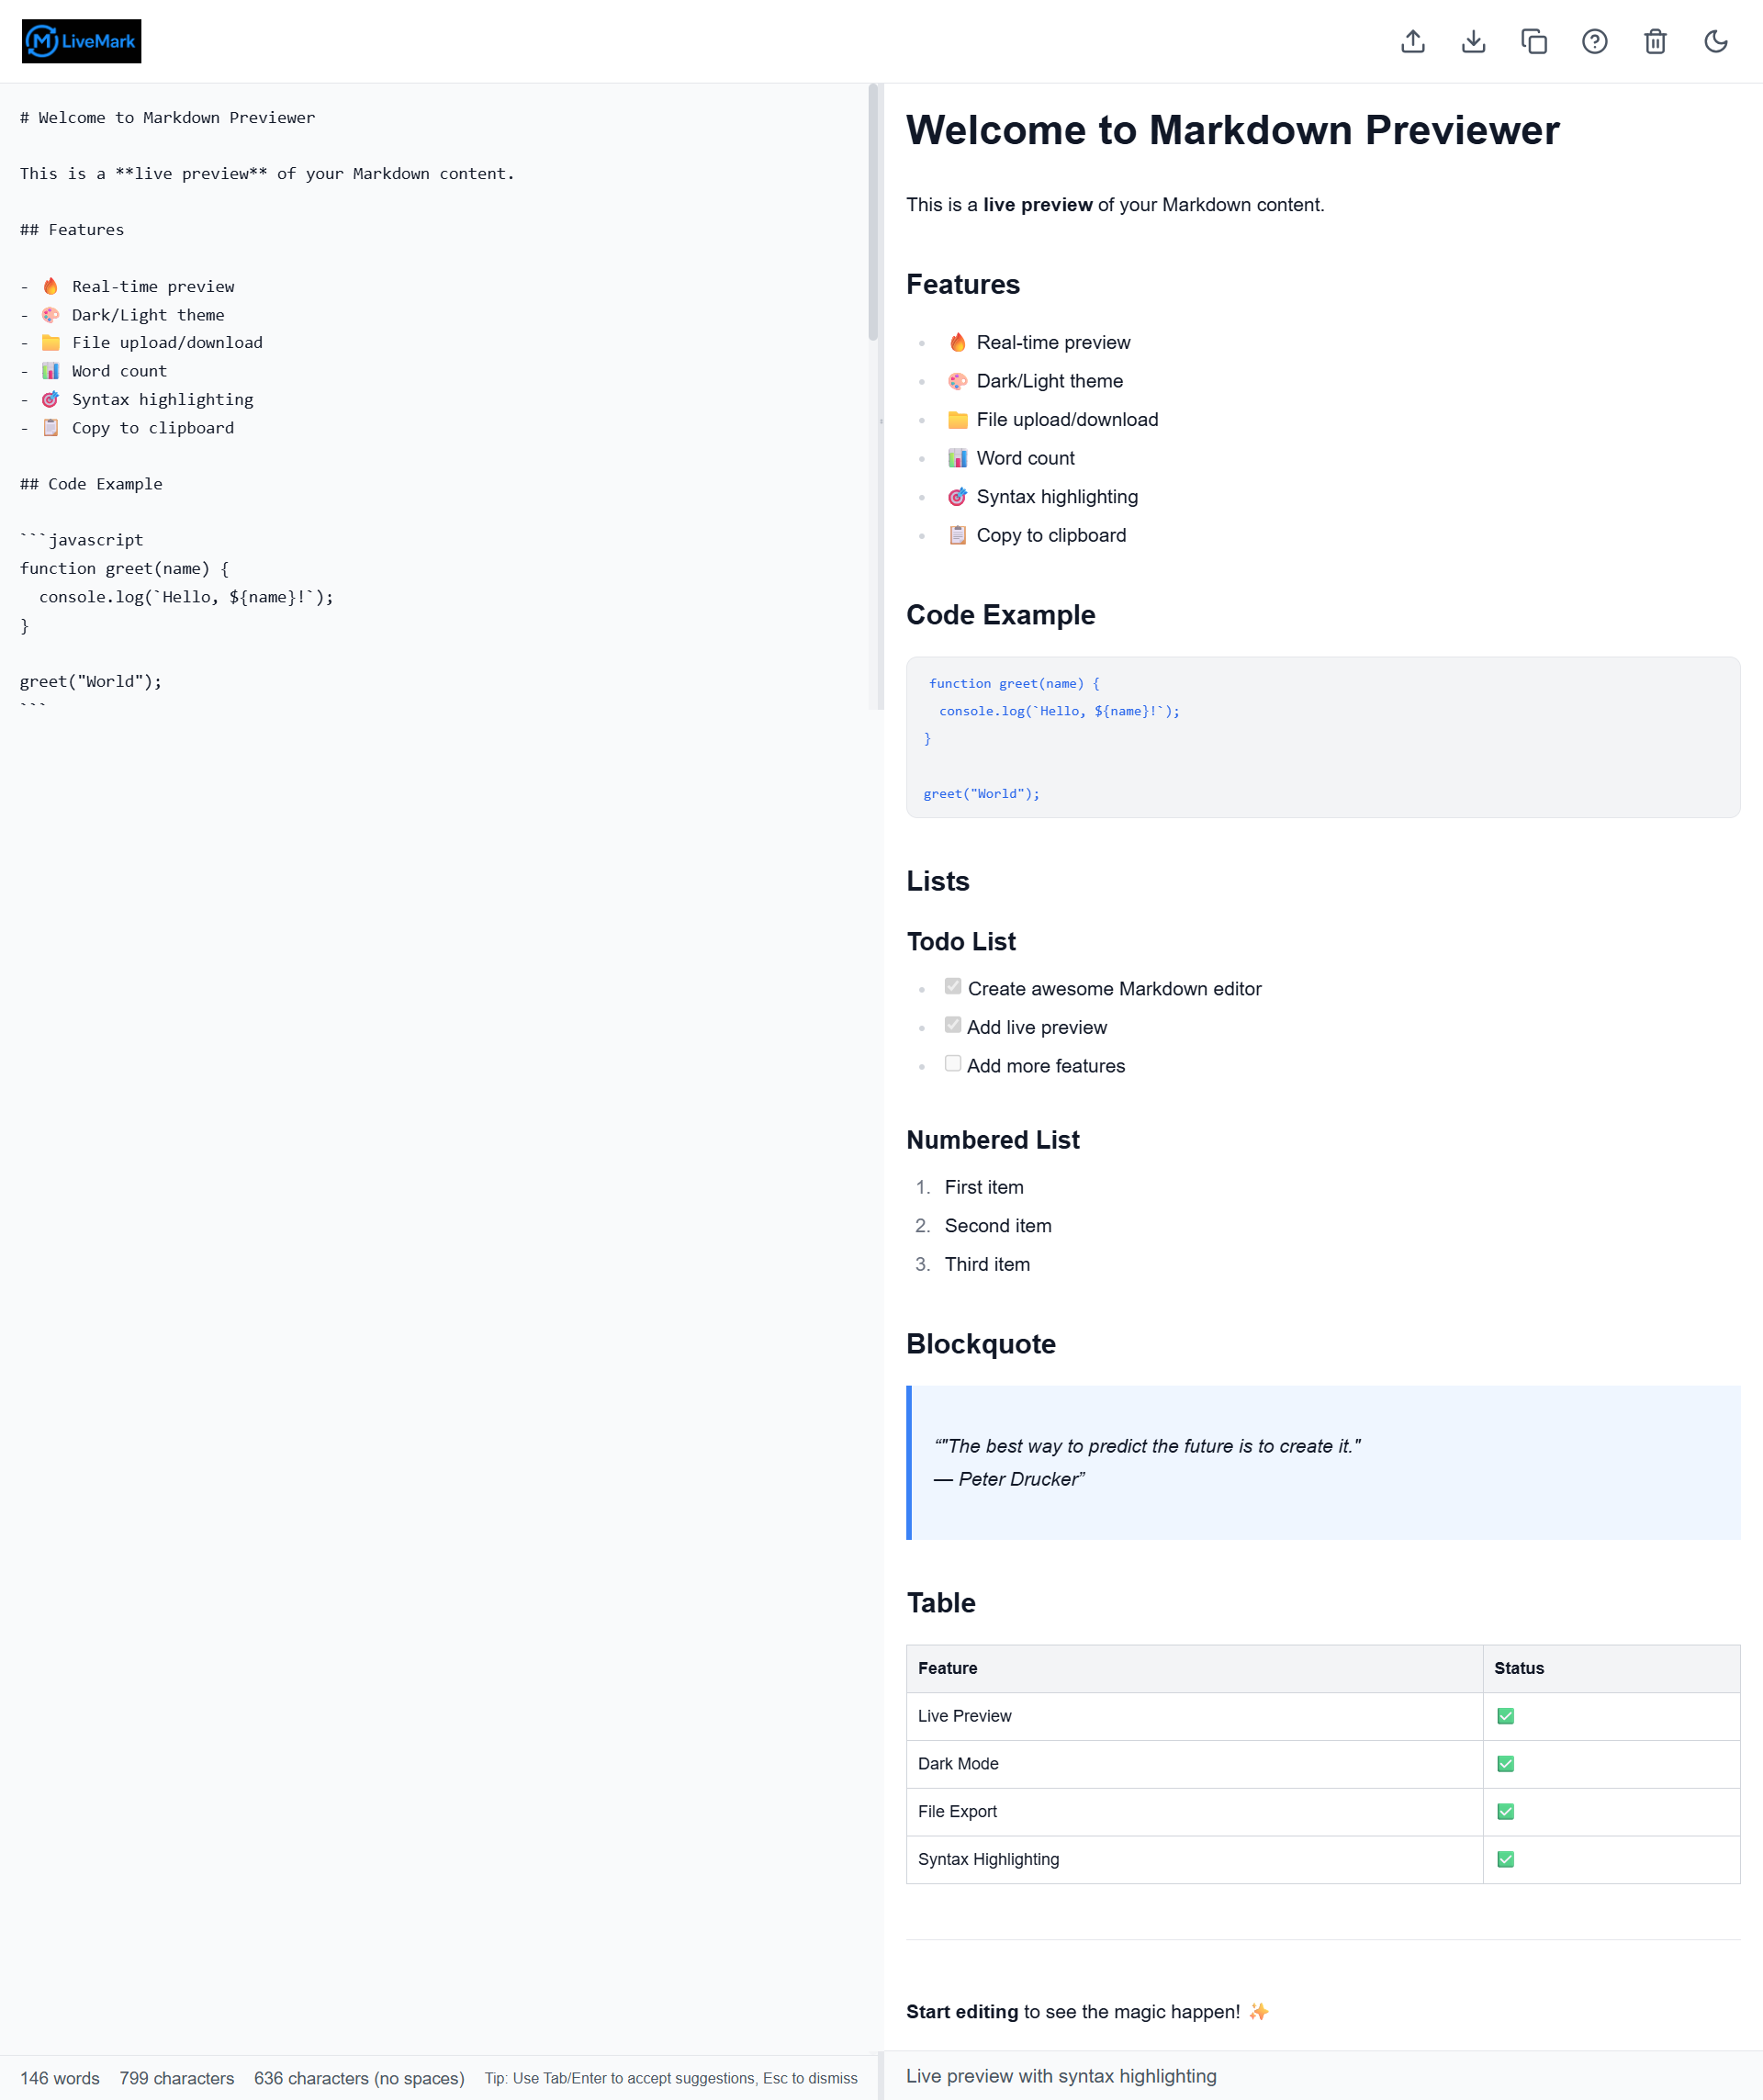 LiveMark
# Welcome to Markdown Previewer
This is a **live preview** of your Markdown content.
## Features
- 🔥 Real-time preview
- 🎨 Dark/Light theme
- 📁 File upload/download
- 📊 Word count
- 🎯 Syntax highlighting
- 📋 Copy to clipboard
## Code Example
```javascript
function greet(name) {
  console.log(`Hello, ${name}!`);
}
greet("World");
```
146 words 799 characters 636 characters (no spaces) Tip: Use Tab/Enter to accept suggestions, Esc to dismiss
Welcome to Markdown Previewer
This is a live preview of your Markdown content.
Features
• 🔥 Real-time preview
• 🎨 Dark/Light theme
• 📁 File upload/download
• 📊 Word count
• 🎯 Syntax highlighting
• 📋 Copy to clipboard
Code Example
function greet(name) {
  console.log(`Hello, ${name}!`);
}
greet("World");
Lists
Todo List
• Create awesome Markdown editor
• Add live preview
• Add more features
Numbered List
1. First item
2. Second item
3. Third item
Blockquote
“"The best way to predict the future is to create it."
— Peter Drucker”
Table
Feature Status
Live Preview ✅
Dark Mode ✅
File Export ✅
Syntax Highlighting ✅
Start editing to see the magic happen! ✨
Live preview with syntax highlighting